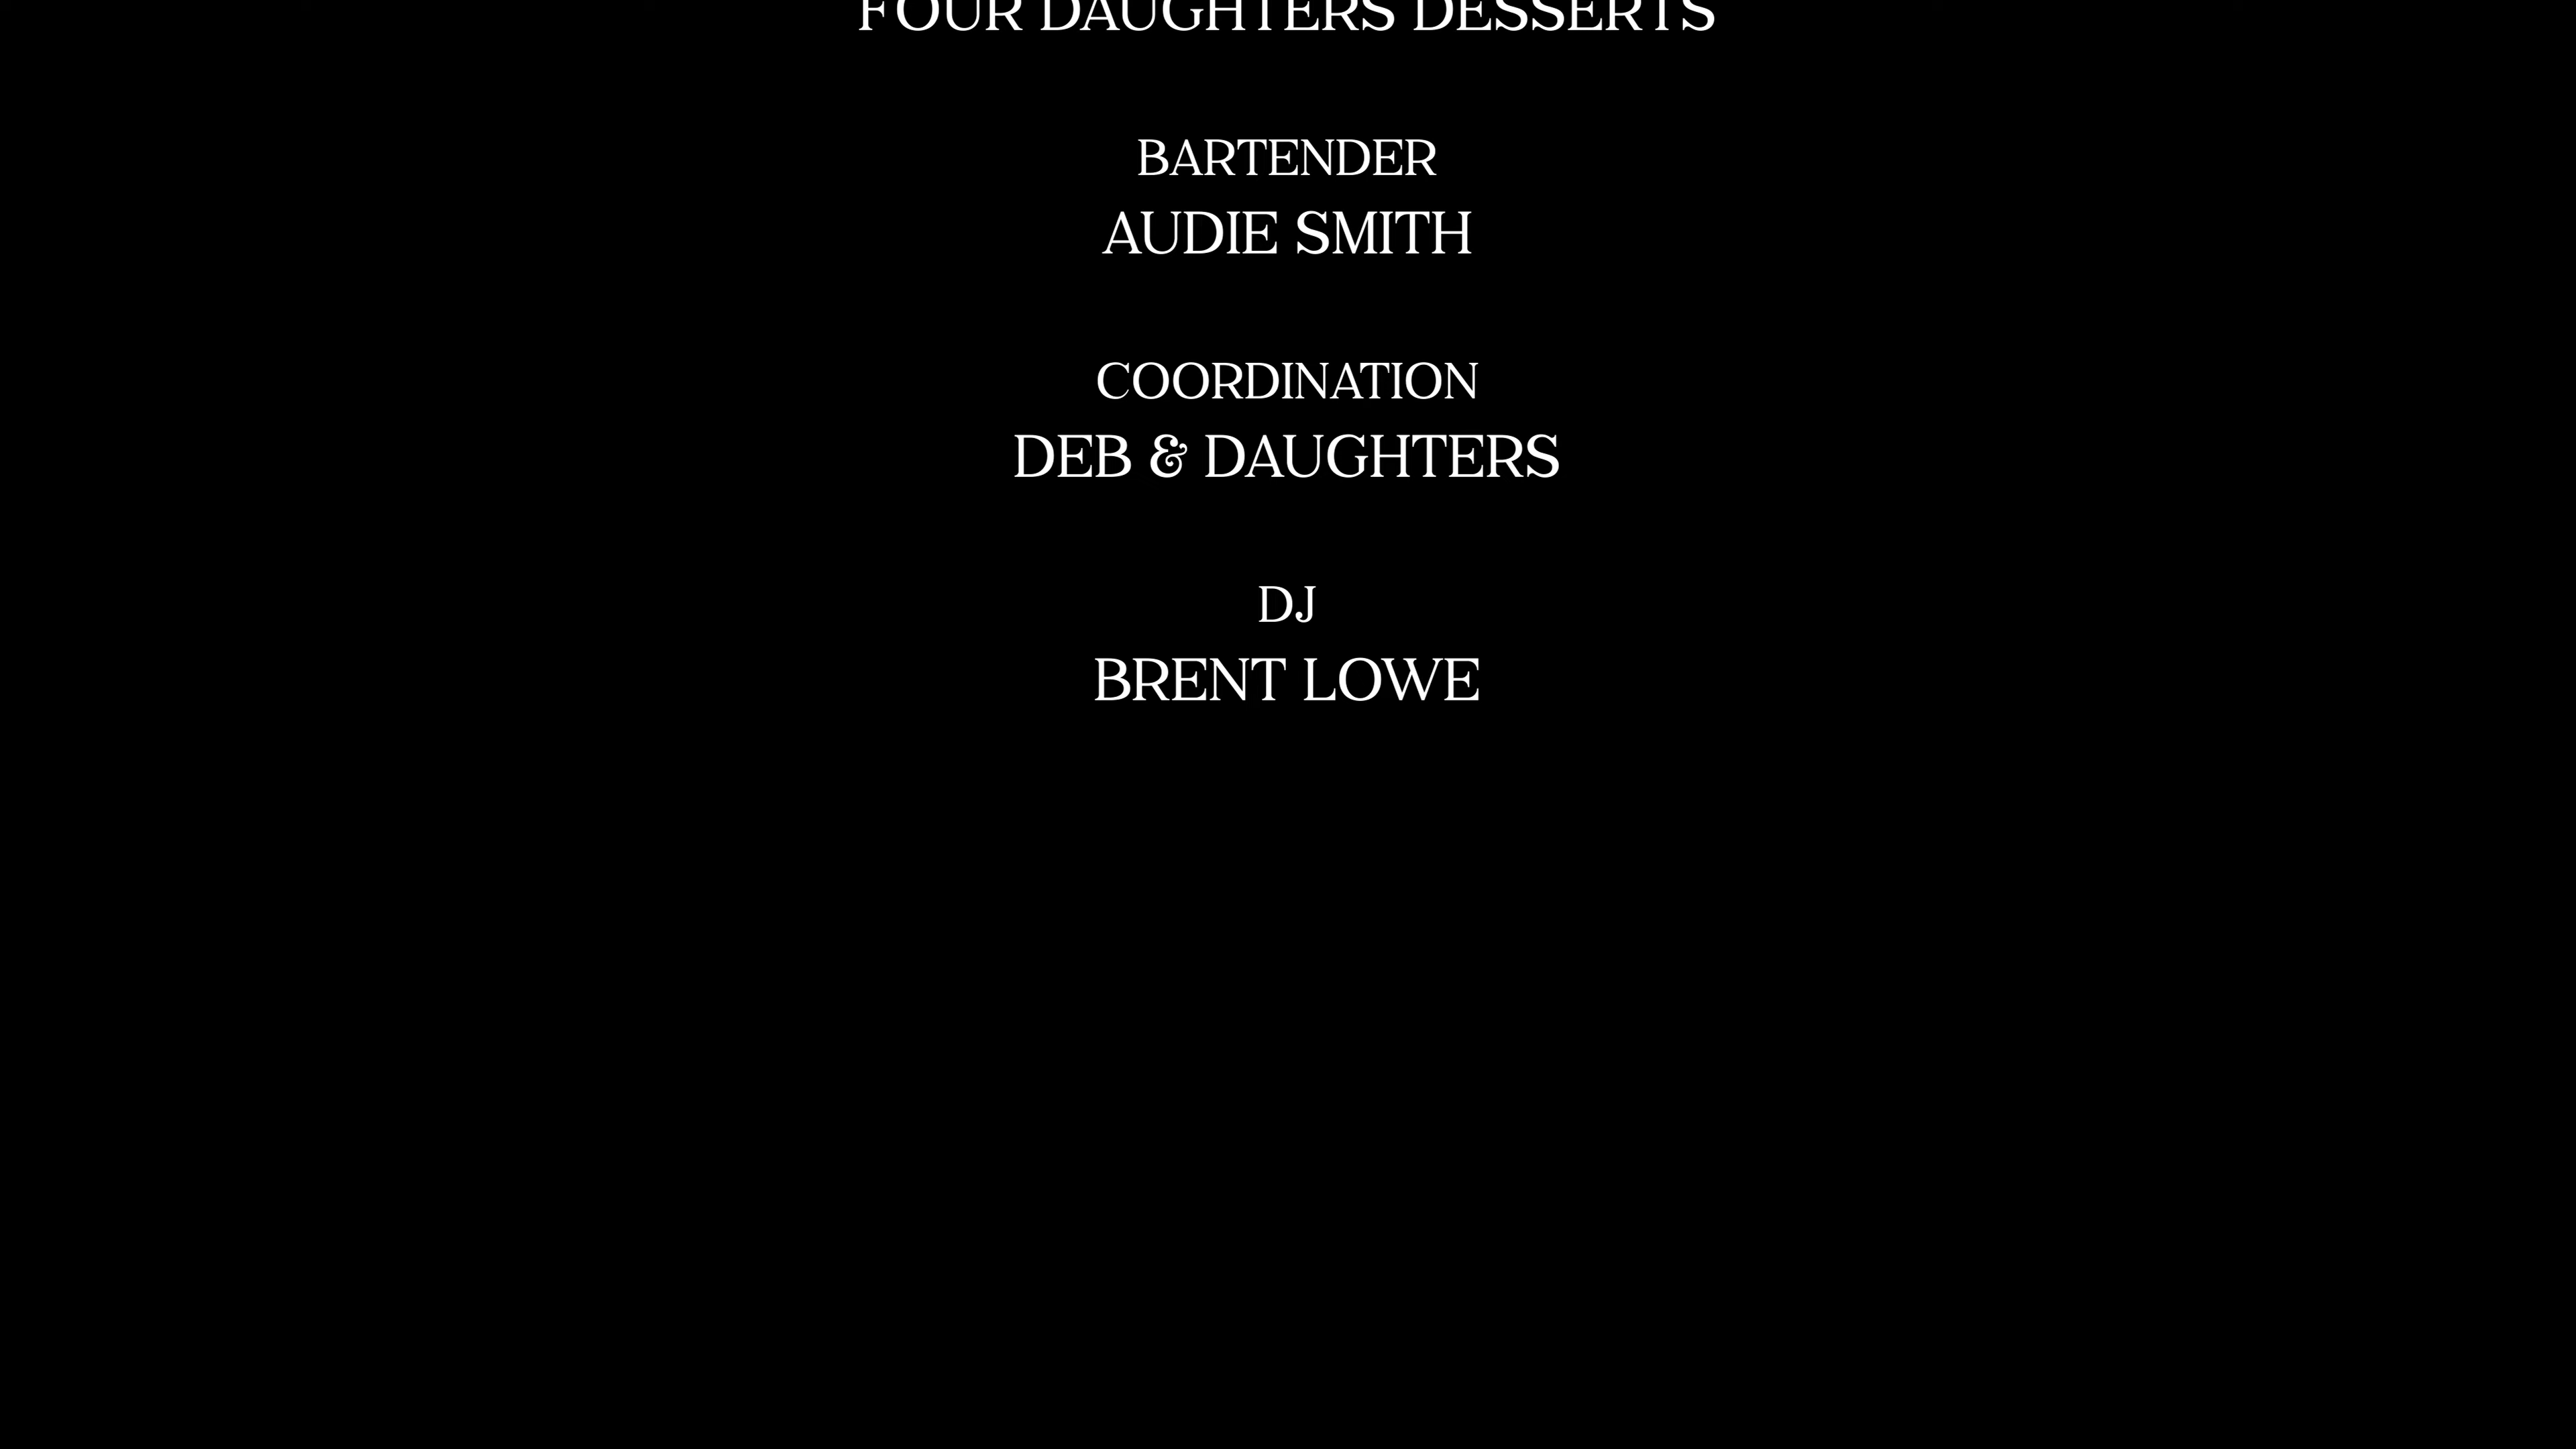 FOUR DAUGHTERS DESSERTS
BARTENDER
AUDIE SMITH
COORDINATION
DEB & DAUGHTERS
DJ
BRENT LOWE